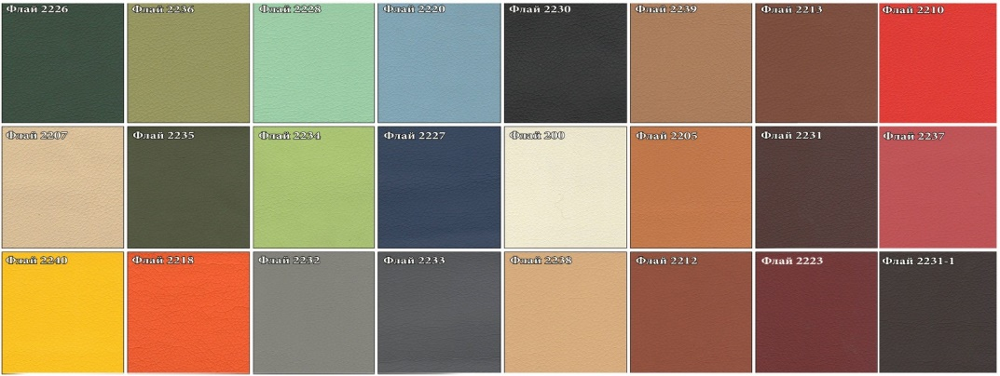 Флай 2226
Флай 2236
Флай 2228
Флай 2220
Флай 2230
Флай 2239
Флай 2213
Флай 2210
Флай 2207
Флай 2235
Флай 2234
Флай 2227
Флай 200
Флай 2205
Флай 2231
Флай 2237
Флай 2240
Флай 2218
Флай 2232
Флай 2233
Флай 2238
Флай 2212
Флай 2223
Флай 2231-1